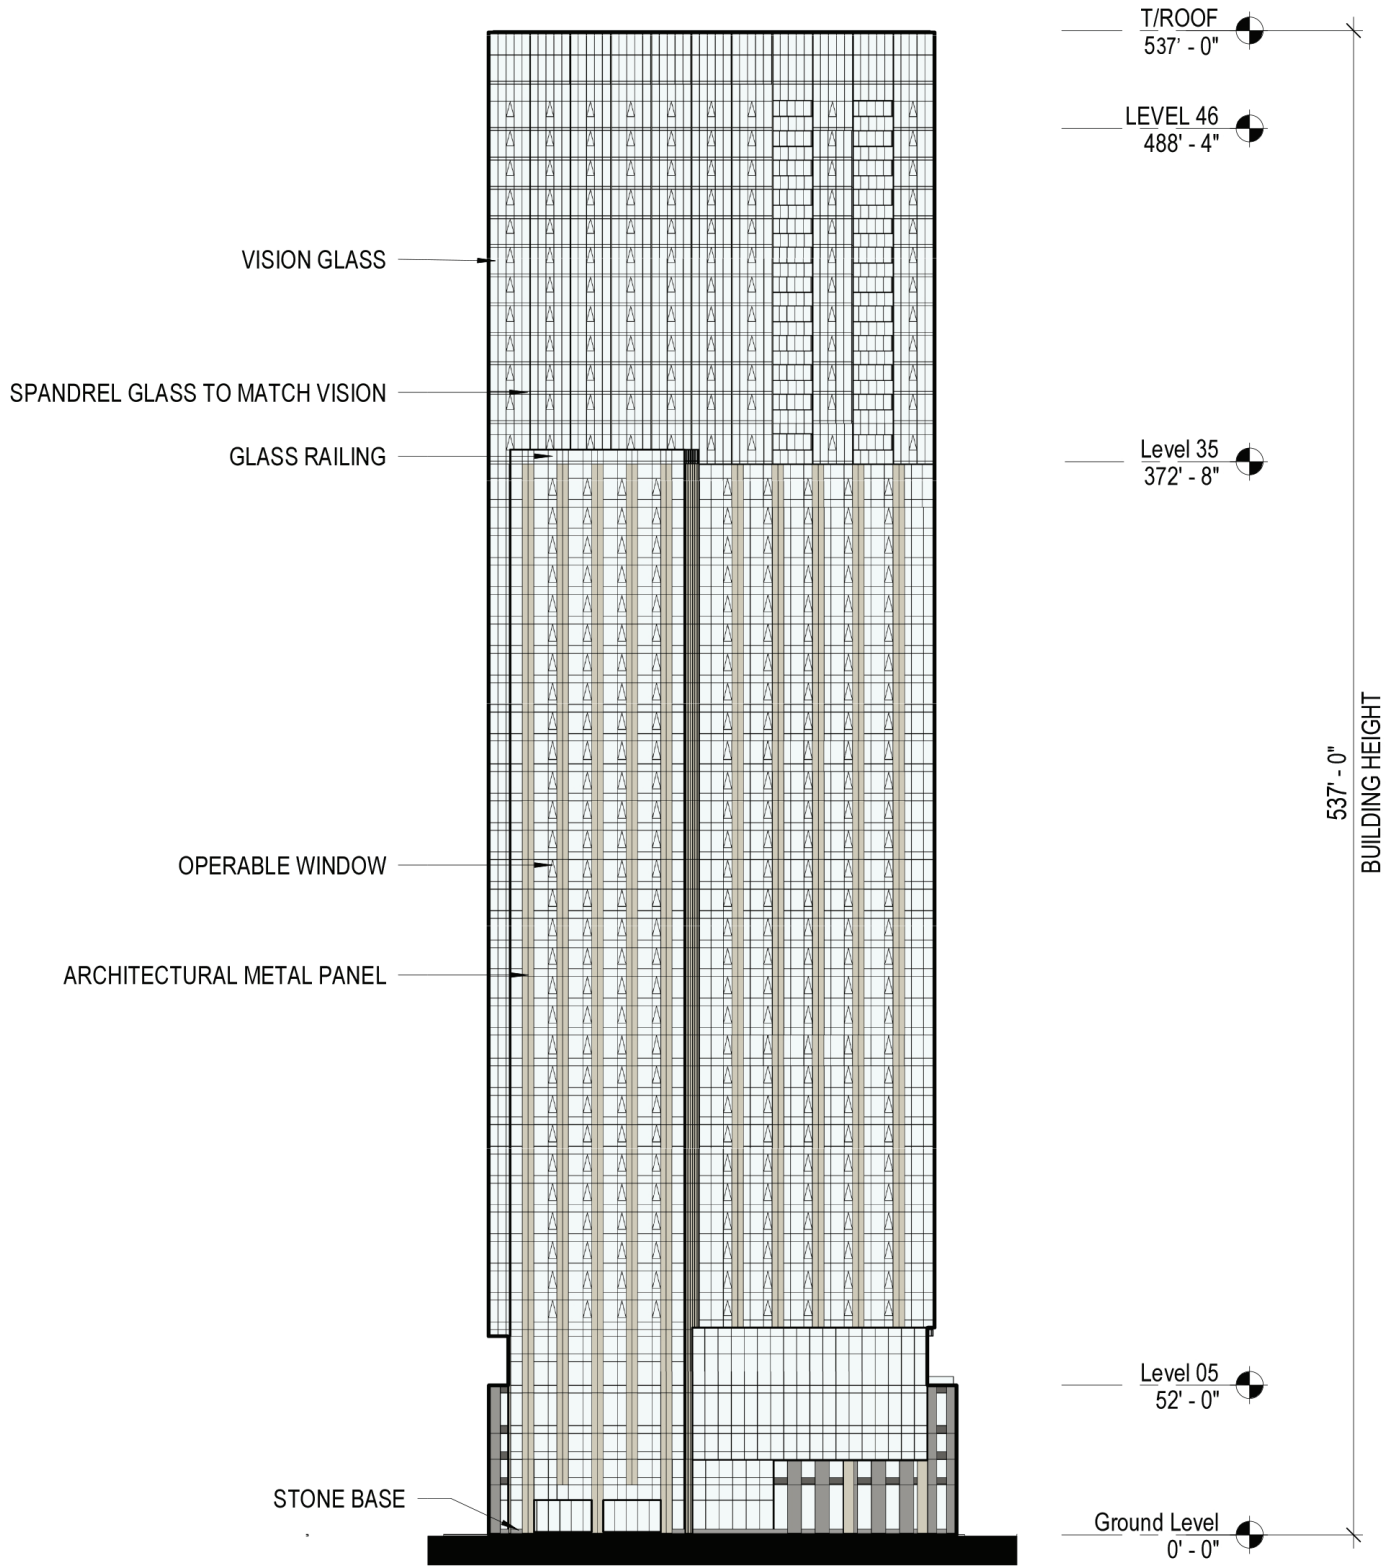 T/ROOF
537' - 0"
LEVEL 46
488' - 4"
VISION GLASS
SPANDREL GLASS TO MATCH VISION
GLASS RAILING
Level 35
372' - 8"
537' - 0"
BUILDING HEIGHT
OPERABLE WINDOW
ARCHITECTURAL METAL PANEL
Level 05
52' - 0"
STONE BASE
Ground Level
0' - 0"